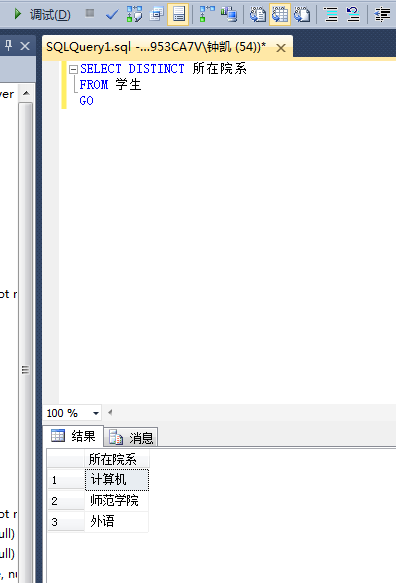 调试(D)
SQLQuery1.sql -...953CA7V\钟凯 (54))*
ver
SELECT DISTINCT 所在院系
FROM 学生
GO
ot r
100 %
结果
消息
所在院系
1 计算机
2 师范学院
3 外语
ot r
ull)
ull)
, nu